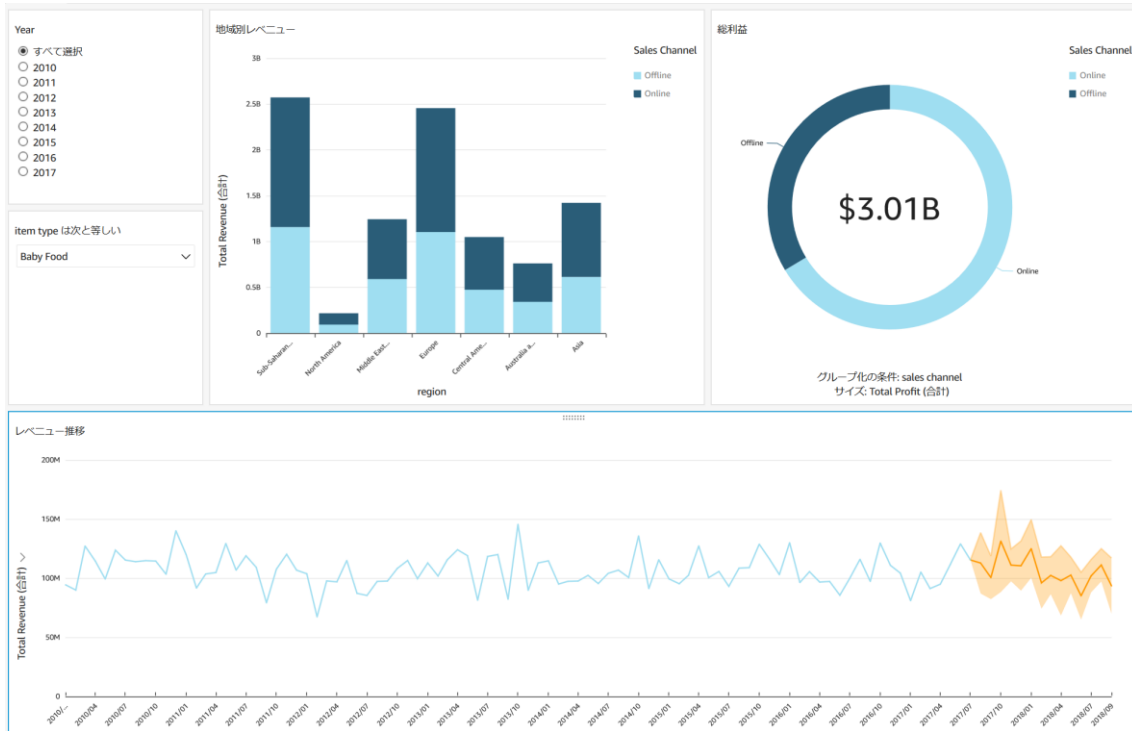 Year
すべて選択
2010
2011
2012
2013
2014
2015
2016
2017
item type は次と等しい
Baby Food
地域別レベニュー
Sales Channel
Offline
Online
Total Revenue (合計)
3B
2.5B
2B
1.5B
1B
0.5B
0
Sub-Saharan...
North America
Middle East...
Europe
Central Ame...
Australia a...
Asia
region
総利益
Sales Channel
Online
Offline
Offline
$3.01B
Online
グループ化の条件: sales channel
サイズ: Total Profit (合計)
レベニュー推移
Total Revenue (合計)
200M
150M
100M
50M
0
2010/...
2010/04
2010/07
2010/10
2011/01
2011/04
2011/07
2011/10
2012/01
2012/04
2012/07
2012/10
2013/01
2013/04
2013/07
2013/10
2014/01
2014/04
2014/07
2014/10
2015/01
2015/04
2015/07
2015/10
2016/01
2016/04
2016/07
2016/10
2017/01
2017/04
2017/07
2017/10
2018/01
2018/04
2018/07
2018/09